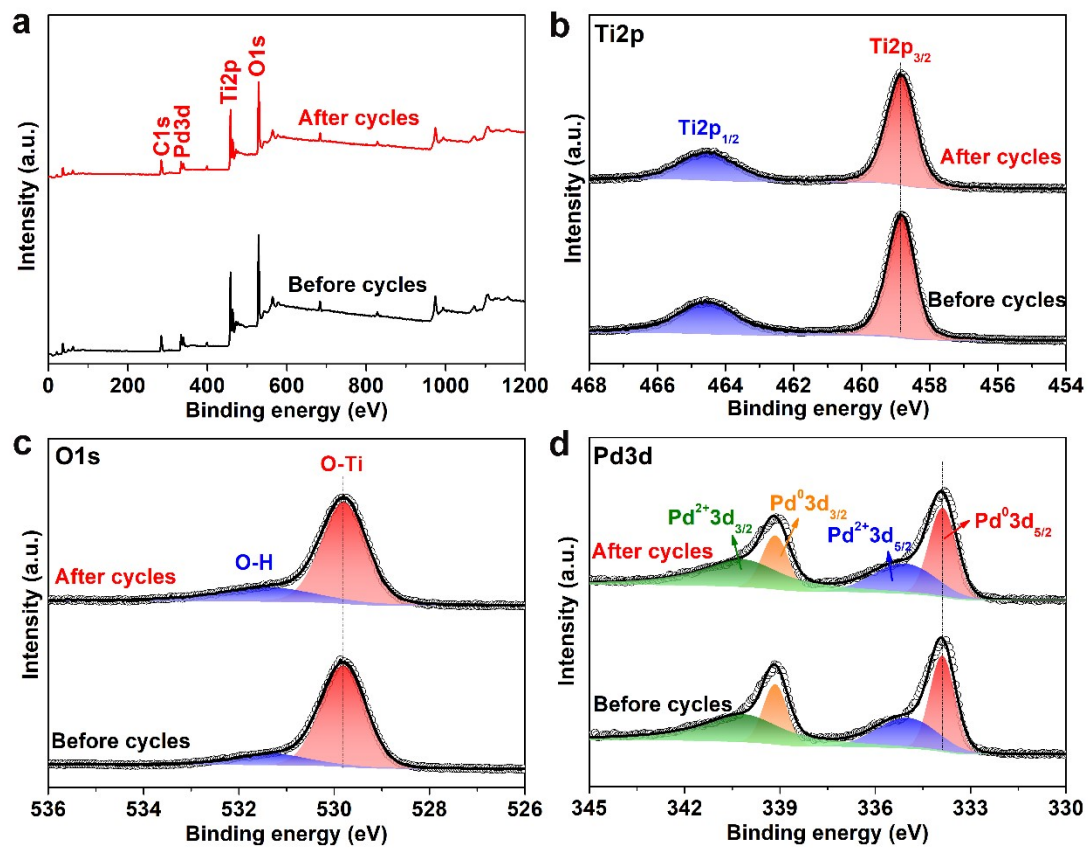 a
C1s
Pd3d
Ti2p
O1s
After cycles
Before cycles
Intensity (a.u.)
0 200 400 600 800 1000 1200
Binding energy (eV)
b
Ti2p
Ti2p3/2
Ti2p1/2
After cycles
Before cycles
Intensity (a.u.)
468 466 464 462 460 458 456 454
Binding energy (eV)
c
O1s
O-Ti
O-H
After cycles
Before cycles
Intensity (a.u.)
536 534 532 530 528 526
Binding energy (eV)
d
Pd3d
Pd2+3d3/2
Pd03d3/2
Pd2+3d5/2
Pd03d5/2
After cycles
Before cycles
Intensity (a.u.)
345 342 339 336 333 330
Binding energy (eV)